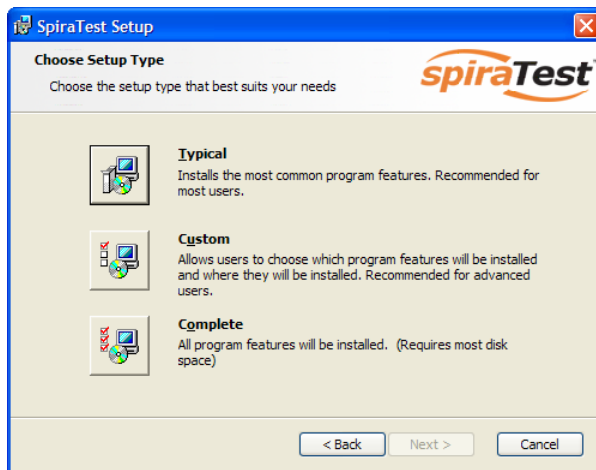 SpiraTest Setup
Choose Setup Type
Choose the setup type that best suits your needs
spiraTest
Typical
Installs the most common program features. Recommended for
most users.
Custom
Allows users to choose which program features will be installed
and where they will be installed. Recommended for advanced
users.
Complete
All program features will be installed.  (Requires most disk
space)
< Back
Next >
Cancel